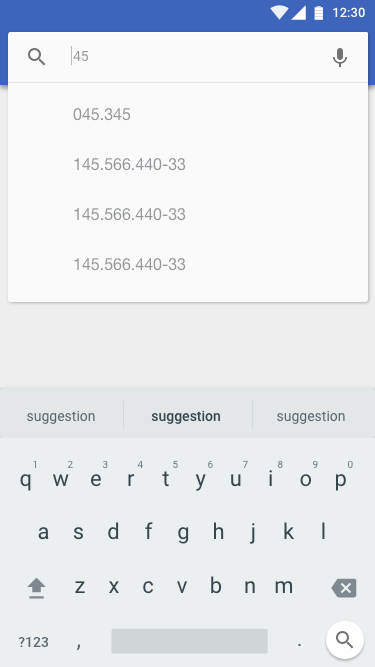 12:30
45
045.345
145.566.440-33
145.566.440-33
145.566.440-33
suggestion suggestion suggestion
1 2 3 4 5 6 7 8 9 0
q w e r t y u i o p
a s d f g h j k l
z x c v b n m
?123 , .